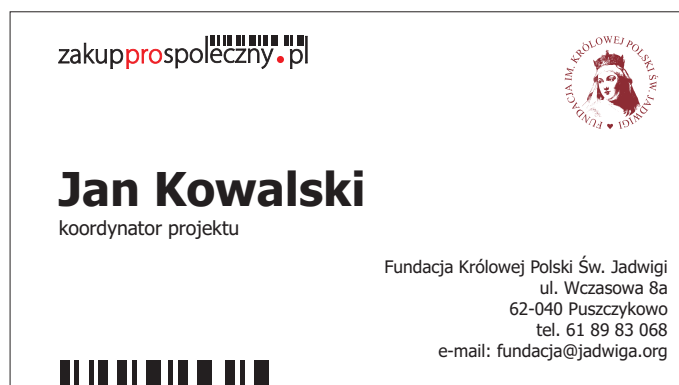 zakupprospołeczny.pl
FUNDACJA IM. KRÓLOWEJ POLSKI ŚW. JADWIGI
Jan Kowalski
koordynator projektu
Fundacja Królowej Polski Św. Jadwigi
ul. Wczasowa 8a
62-040 Puszczykowo
tel. 61 89 83 068
e-mail: fundacja@jadwiga.org